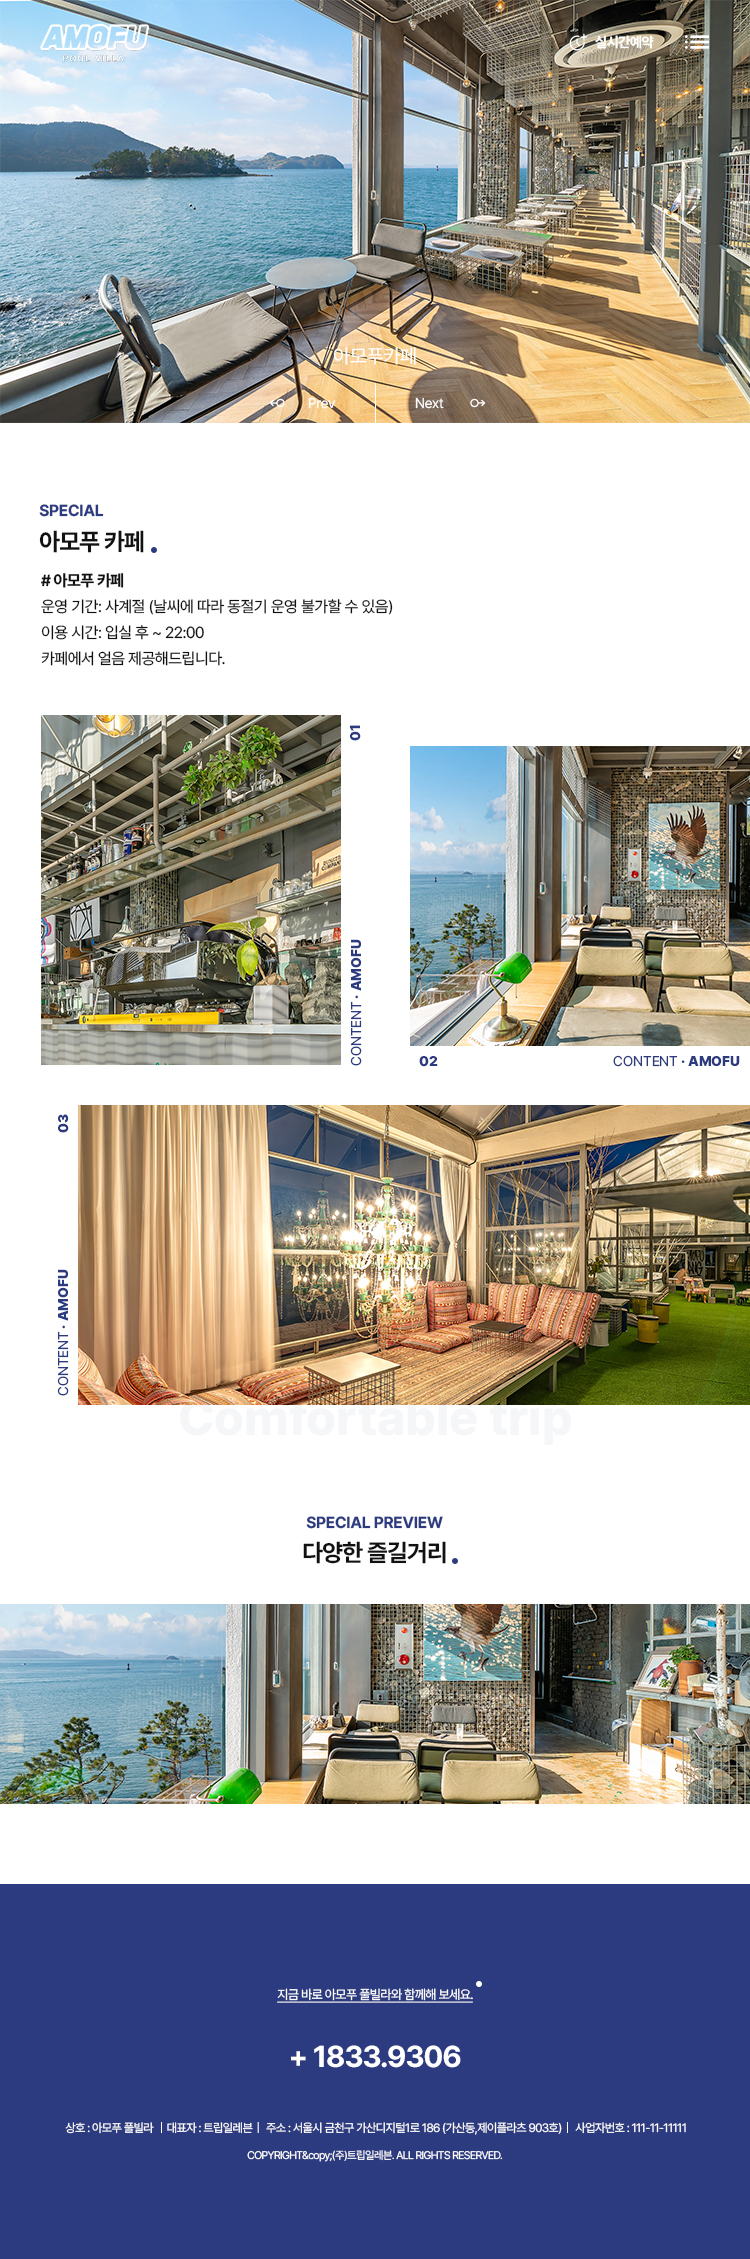 AMOFU
POOL VILLA
실시간예약
아모푸카페
Prev
Next
SPECIAL
아모푸 카페
# 아모푸 카페
운영 기간: 사계절 (날씨에 따라 동절기 운영 불가할 수 있음)
이용 시간: 입실 후 ~ 22:00
카페에서 얼음 제공해드립니다.
01
CONTENT · AMOFU
02
CONTENT · AMOFU
03
CONTENT · AMOFU
Comfortable trip
SPECIAL PREVIEW
다양한 즐길거리
지금 바로 아모푸 풀빌라와 함께해 보세요.
+ 1833.9306
상호 : 아모푸 풀빌라 | 대표자 : 트립일레븐 | 주소 : 서울시 금천구 가산디지털1로 186 (가산동,제이플라츠 903호) | 사업자번호 : 111-11-11111
COPYRIGHT&copy;(주)트립일레븐. ALL RIGHTS RESERVED.